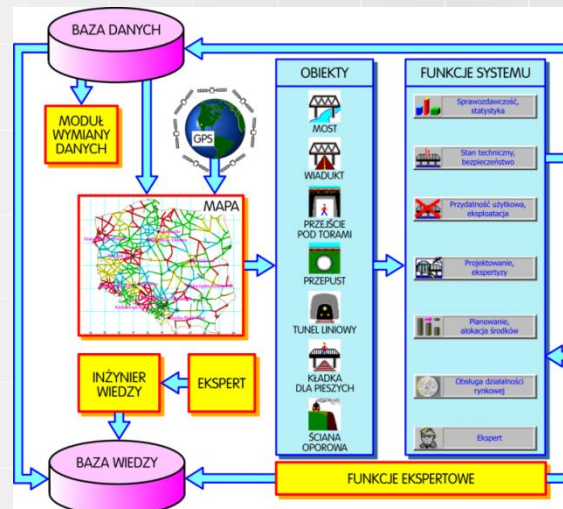 BAZA DANYCH
MODUŁ
WYMIANY
DANYCH
GPS
MAPA
INŻYNIER
WIEDZY
EKSPERT
BAZA WIEDZY
OBIEKTY
MOST
WIADUKT
PRZEJŚCIE
POD TORAMI
PRZEPUST
TUNEL LINIOWY
KŁADKA
DLA PIESZYCH
ŚCIANA
OPOROWA
FUNKCJE SYSTEMU
Sprawozdawczość,
statystyka
Stan techniczny,
bezpieczeństwo
Przydatność użytkowa,
eksploatacja
Projektowanie,
ekspertyzy
Planowanie,
alokacja środków
Obsługa działalności
rynkowej
Ekspert
FUNKCJE EKSPERTOWE